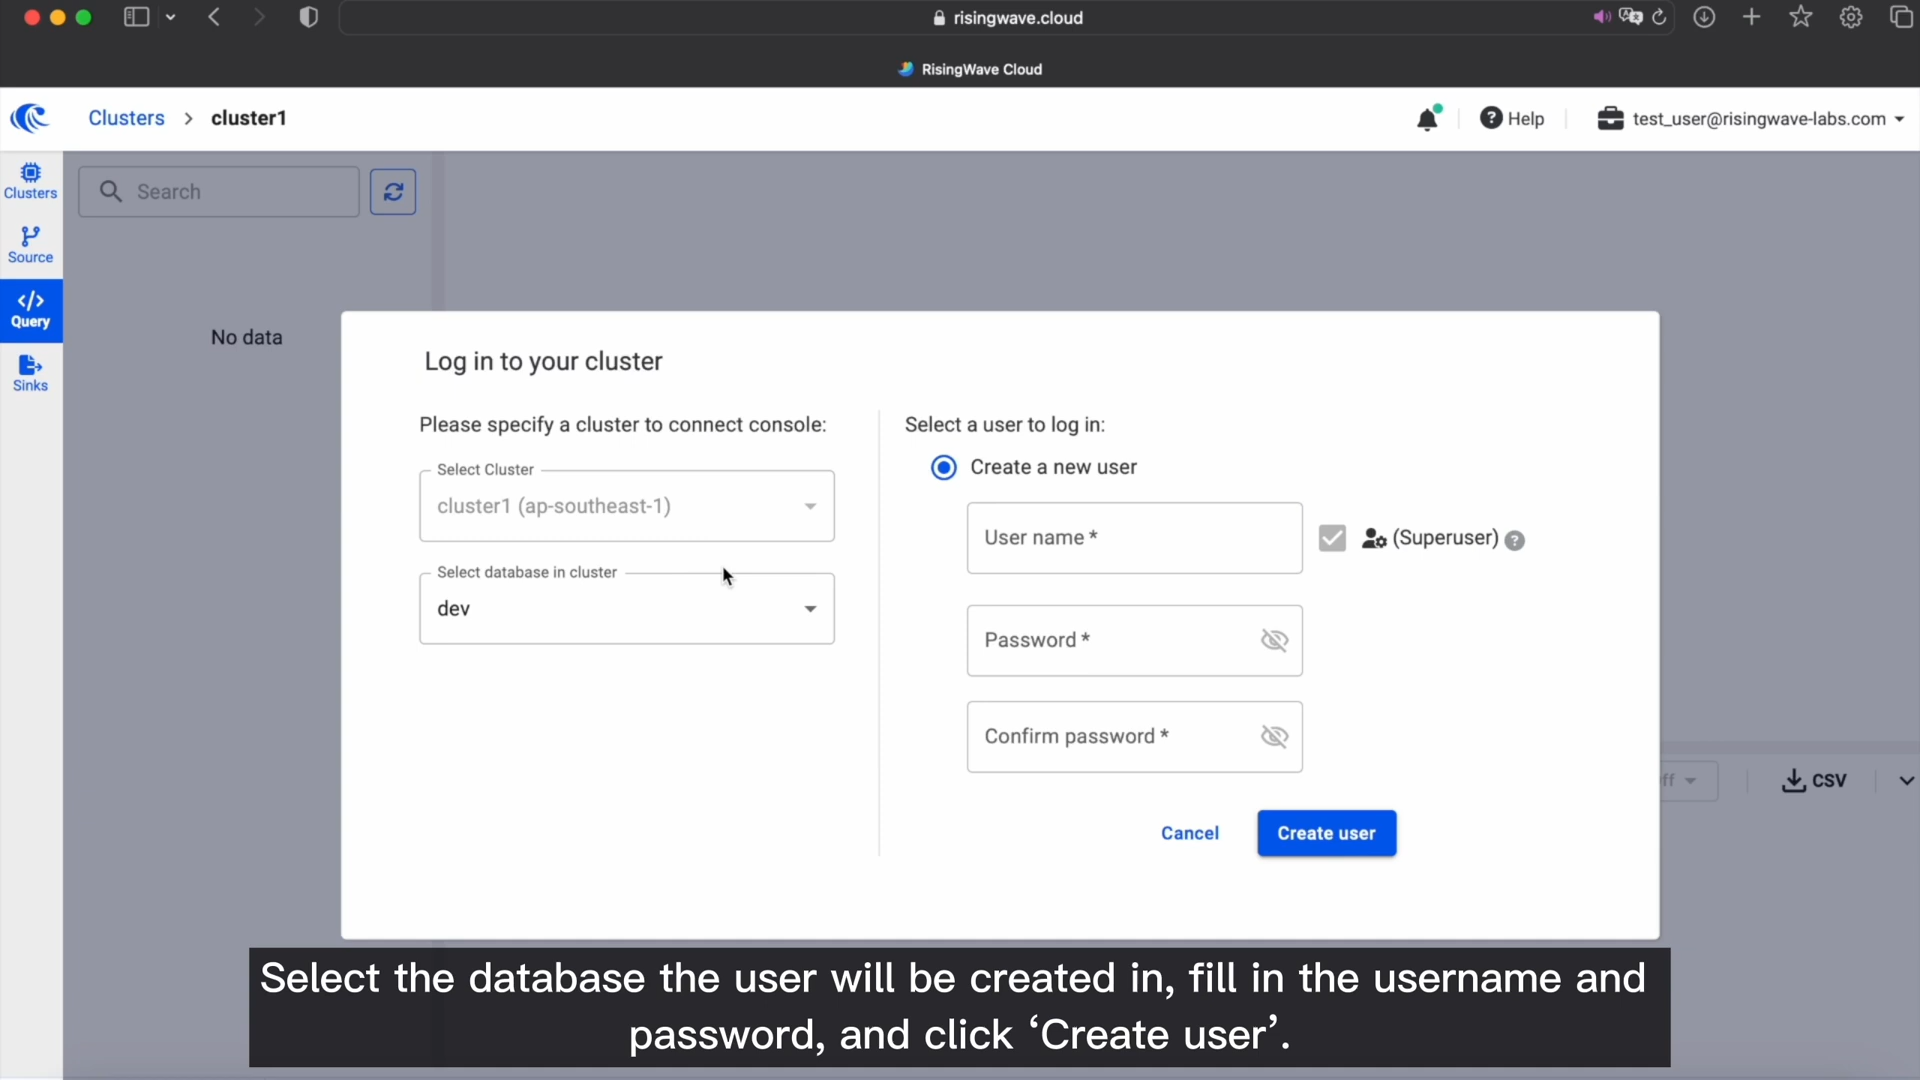 risingwave.cloud
RisingWave Cloud
Clusters > cluster1
Help
test_user@risingwave-labs.com
Clusters
Search
Source
Query
No data
Sinks
Log in to your cluster
Please specify a cluster to connect console:
Select Cluster
cluster1 (ap-southeast-1)
Select database in cluster
dev
Select a user to log in:
Create a new user
User name *
(Superuser)
Password *
Confirm password *
Cancel
Create user
CSV
Select the database the user will be created in, fill in the username and
password, and click ‘Create user’.